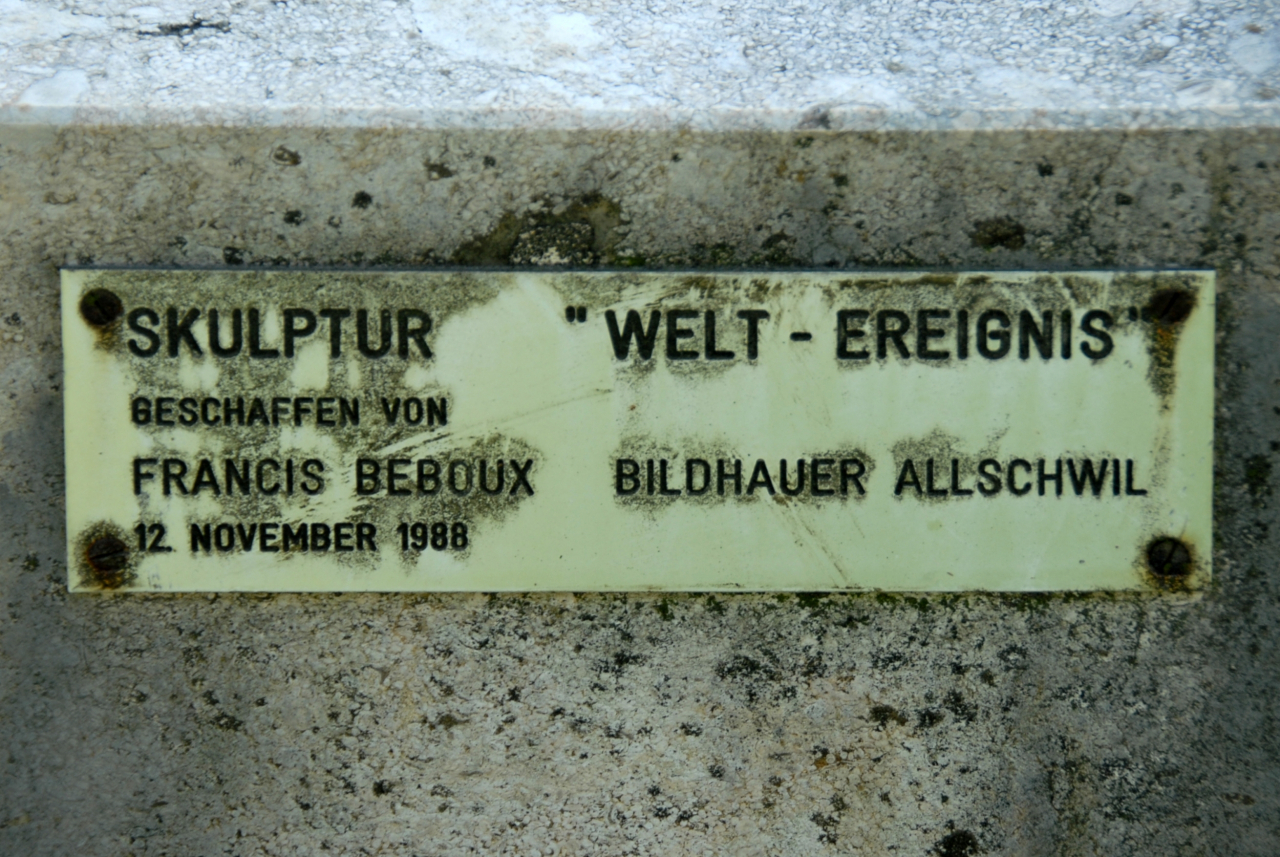 SKULPTUR " WELT - EREIGNIS "
GESCHAFFEN VON
FRANCIS BEBOUX BILDHAUER ALLSCHWIL
12. NOVEMBER 1988